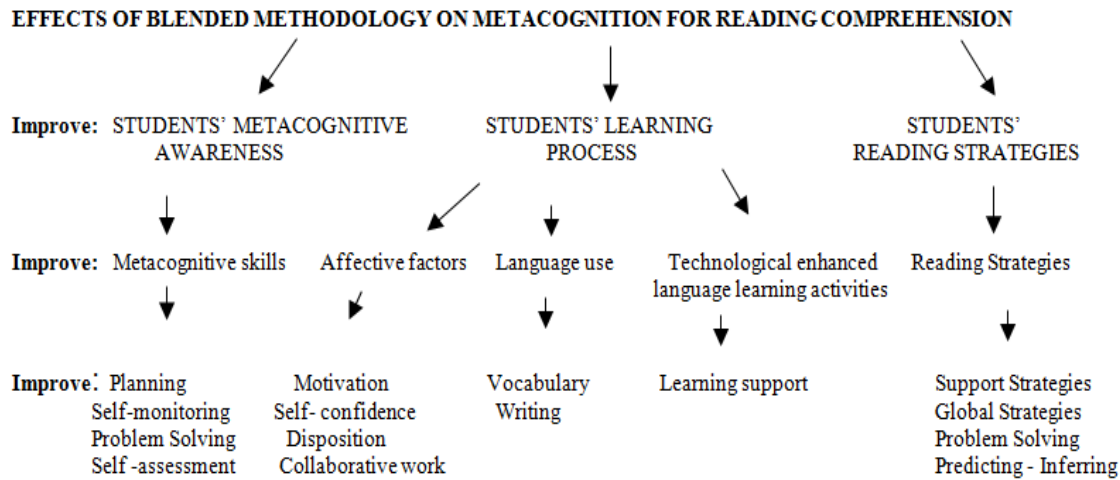 EFFECTS OF BLENDED METHODOLOGY ON METACOGNITION FOR READING COMPREHENSION
Improve: STUDENTS' METACOGNITIVE STUDENTS' LEARNING STUDENTS'
AWARENESS PROCESS READING STRATEGIES
Improve: Metacognitive skills Affective factors Language use Technological enhanced Reading Strategies
language learning activities
Improve: Planning Motivation Vocabulary Learning support Support Strategies
Self-monitoring Self- confidence Writing Global Strategies
Problem Solving Disposition Problem Solving
Self -assessment Collaborative work Predicting - Inferring